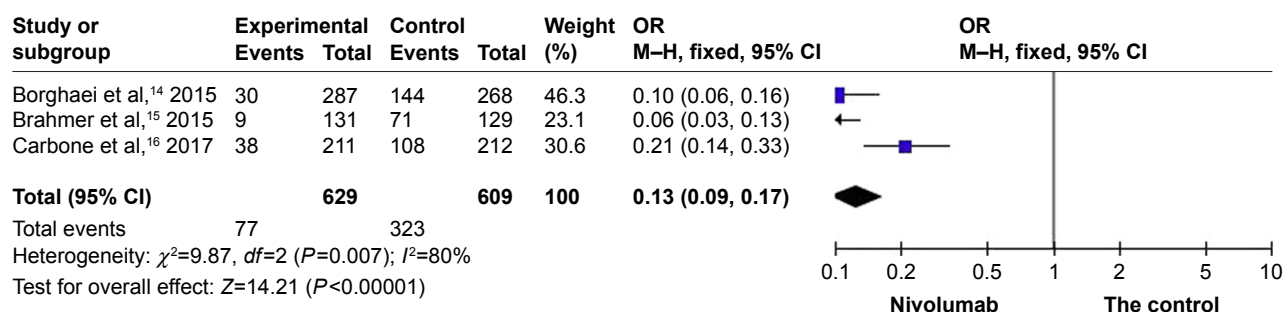 Study or subgroup Experimental Events Total Control Events Total Weight (%) OR M–H, fixed, 95% CI OR M–H, fixed, 95% CI
Borghaei et al,14 2015 30 287 144 268 46.3 0.10 (0.06, 0.16)
Brahmer et al,15 2015 9 131 71 129 23.1 0.06 (0.03, 0.13)
Carbone et al,16 2017 38 211 108 212 30.6 0.21 (0.14, 0.33)
Total (95% CI) 629 609 100 0.13 (0.09, 0.17)
Total events 77 323
Heterogeneity: χ²=9.87, df=2 (P=0.007); I²=80%
Test for overall effect: Z=14.21 (P<0.00001)
0.1 0.2 0.5 1 2 5 10
Nivolumab The control